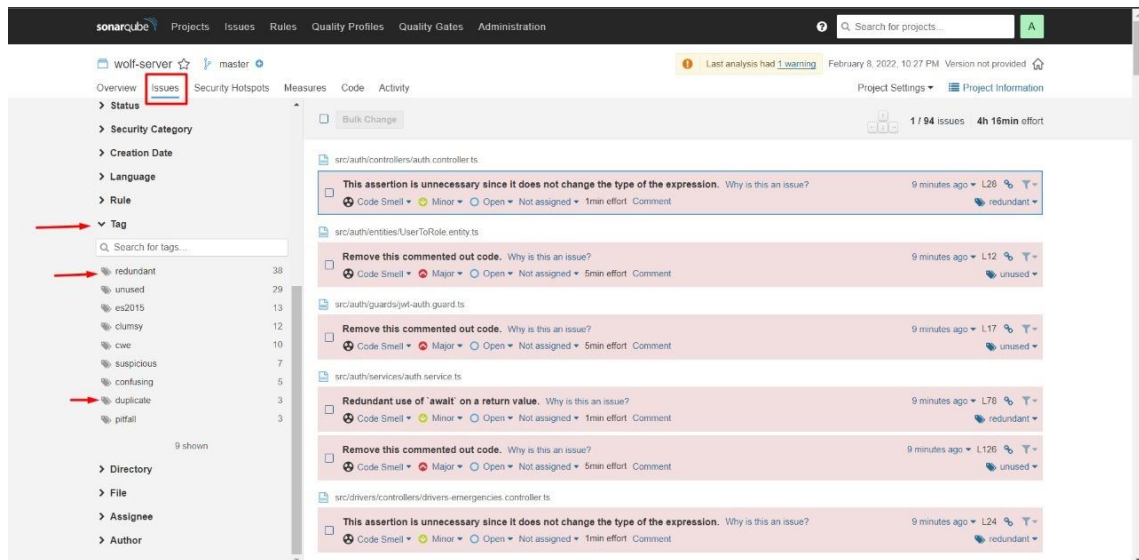 sonarqube Projects Issues Rules Quality Profiles Quality Gates Administration Search for projects... A
wolf-server master Last analysis had 1 warning February 8, 2022, 10:27 PM Version not provided
Overview Issues Security Hotspots Measures Code Activity Project Settings Project Information
Status
Security Category
Creation Date
Language
Rule
Tag
Search for tags...
redundant 38
unused 29
es2015 13
clumsy 12
cwe 10
suspicious 7
confusing 5
duplicate 3
pitfall 3
9 shown
Directory
File
Assignee
Author
Bulk Change 1 / 94 issues 4h 16min effort
src/auth/controllers/auth.controller.ts
This assertion is unnecessary since it does not change the type of the expression. Why is this an issue? 9 minutes ago L28
Code Smell Minor Open Not assigned 1min effort Comment redundant
src/auth/entities/UserToRole.entity.ts
Remove this commented out code. Why is this an issue? 9 minutes ago L12
Code Smell Major Open Not assigned 5min effort Comment unused
src/auth/guards/jwt-auth.guard.ts
Remove this commented out code. Why is this an issue? 9 minutes ago L17
Code Smell Major Open Not assigned 5min effort Comment unused
src/auth/services/auth.service.ts
Redundant use of `await` on a return value. Why is this an issue? 9 minutes ago L78
Code Smell Minor Open Not assigned 1min effort Comment redundant
Remove this commented out code. Why is this an issue? 9 minutes ago L126
Code Smell Major Open Not assigned 5min effort Comment unused
src/drivers/controllers/drivers-emergencies.controller.ts
This assertion is unnecessary since it does not change the type of the expression. Why is this an issue? 9 minutes ago L24
Code Smell Minor Open Not assigned 1min effort Comment redundant